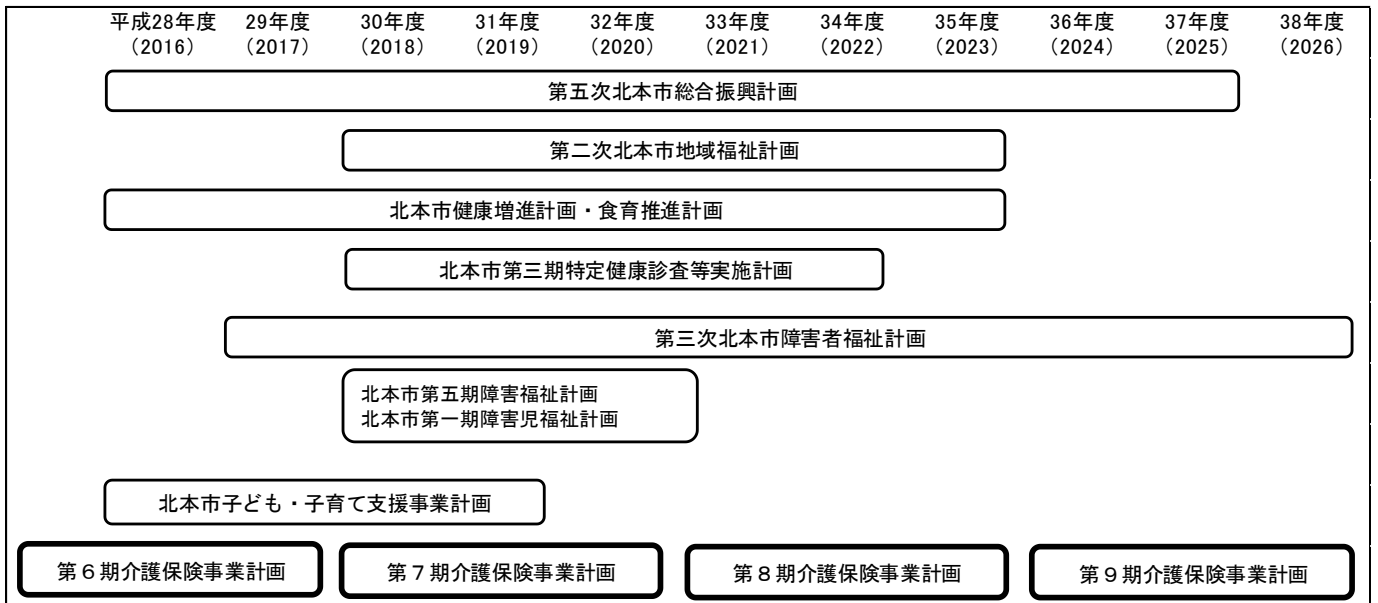 平成28年度 29年度 30年度 31年度 32年度 33年度 34年度 35年度 36年度 37年度 38年度
（2016） （2017） （2018） （2019） （2020） （2021） （2022） （2023） （2024） （2025） （2026）
第五次北本市総合振興計画
第二次北本市地域福祉計画
北本市健康増進計画・食育推進計画
北本市第三期特定健康診査等実施計画
第三次北本市障害者福祉計画
北本市第五期障害福祉計画
北本市第一期障害児福祉計画
北本市子ども・子育て支援事業計画
第６期介護保険事業計画 第７期介護保険事業計画 第８期介護保険事業計画 第９期介護保険事業計画